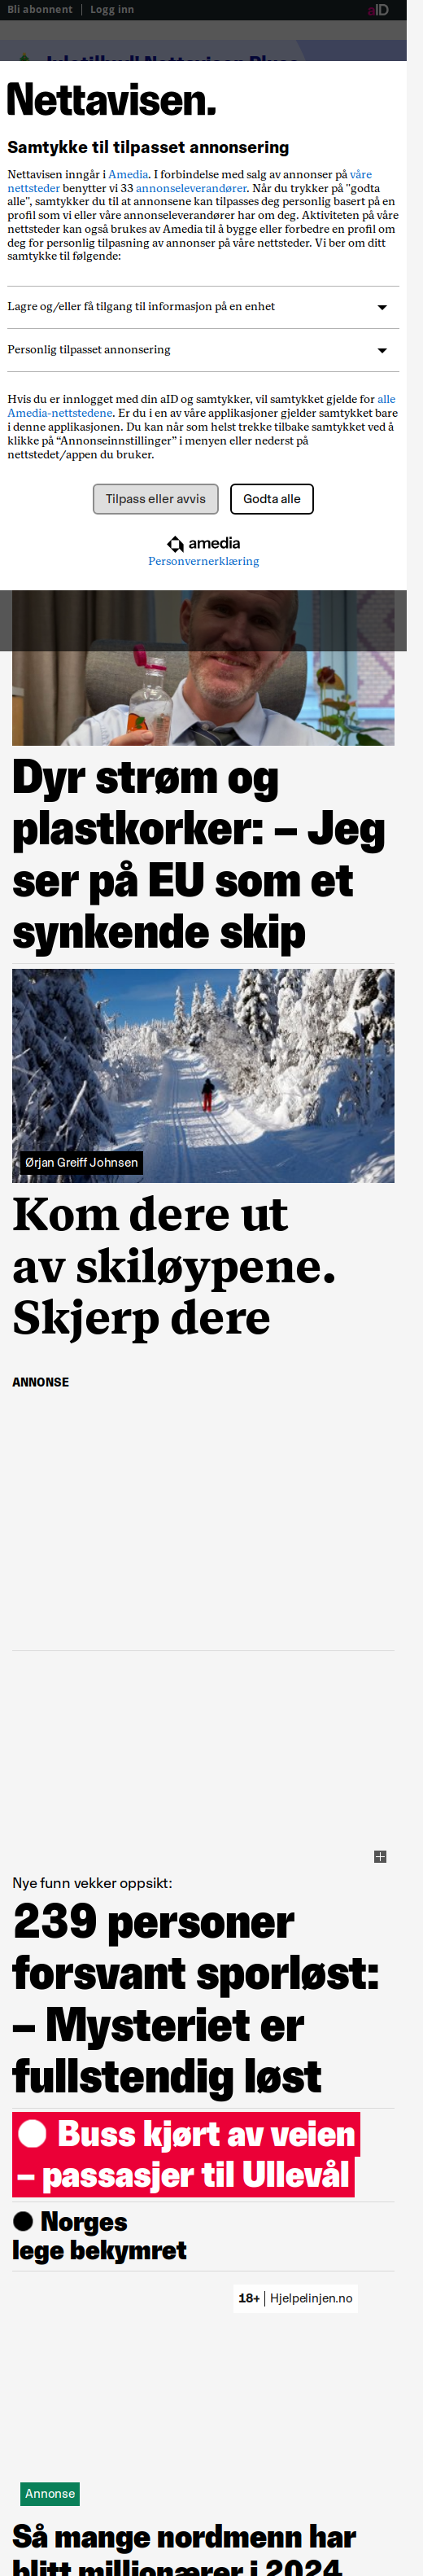 Bli abonnent | Logg inn
aID
Nettavisen.
Samtykke til tilpasset annonsering
Nettavisen inngår i Amedia. I forbindelse med salg av annonser på våre
nettsteder benytter vi 33 annonseleverandører. Når du trykker på "godta
alle", samtykker du til at annonsene kan tilpasses deg personlig basert på en
profil som vi eller våre annonseleverandører har om deg. Aktiviteten på våre
nettsteder kan også brukes av Amedia til å bygge eller forbedre en profil om
deg for personlig tilpasning av annonser på våre nettsteder. Vi ber om ditt
samtykke til følgende:
Lagre og/eller få tilgang til informasjon på en enhet
Personlig tilpasset annonsering
Hvis du er innlogget med din aID og samtykker, vil samtykket gjelde for alle
Amedia-nettstedene. Er du i en av våre applikasjoner gjelder samtykket bare
i denne applikasjonen. Du kan når som helst trekke tilbake samtykket ved å
klikke på “Annonseinnstillinger” i menyen eller nederst på
nettstedet/appen du bruker.
Tilpass eller avvis
Godta alle
amedia
Personvernerklæring
Dyr strøm og
plastkorker: – Jeg
ser på EU som et
synkende skip
Ørjan Greiff Johnsen
Kom dere ut
av skiløypene.
Skjerp dere
ANNONSE
Nye funn vekker oppsikt:
239 personer
forsvant sporløst:
– Mysteriet er
fullstendig løst
Buss kjørt av veien
– passasjer til Ullevål
Norges
lege bekymret
18+ | Hjelpelinjen.no
Annonse
Så mange nordmenn har
blitt millionærer i 2024